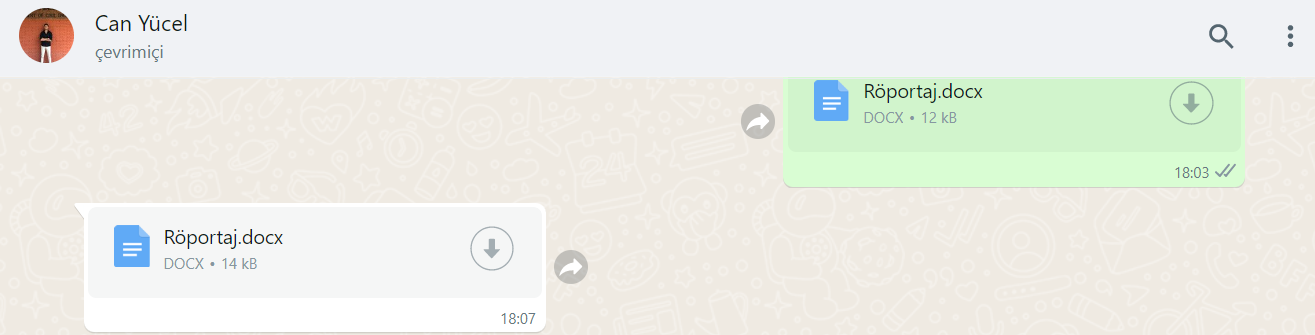 Can Yücel
çevrimiçi
Röportaj.docx
DOCX • 12 kB
18:03
Röportaj.docx
DOCX • 14 kB
18:07